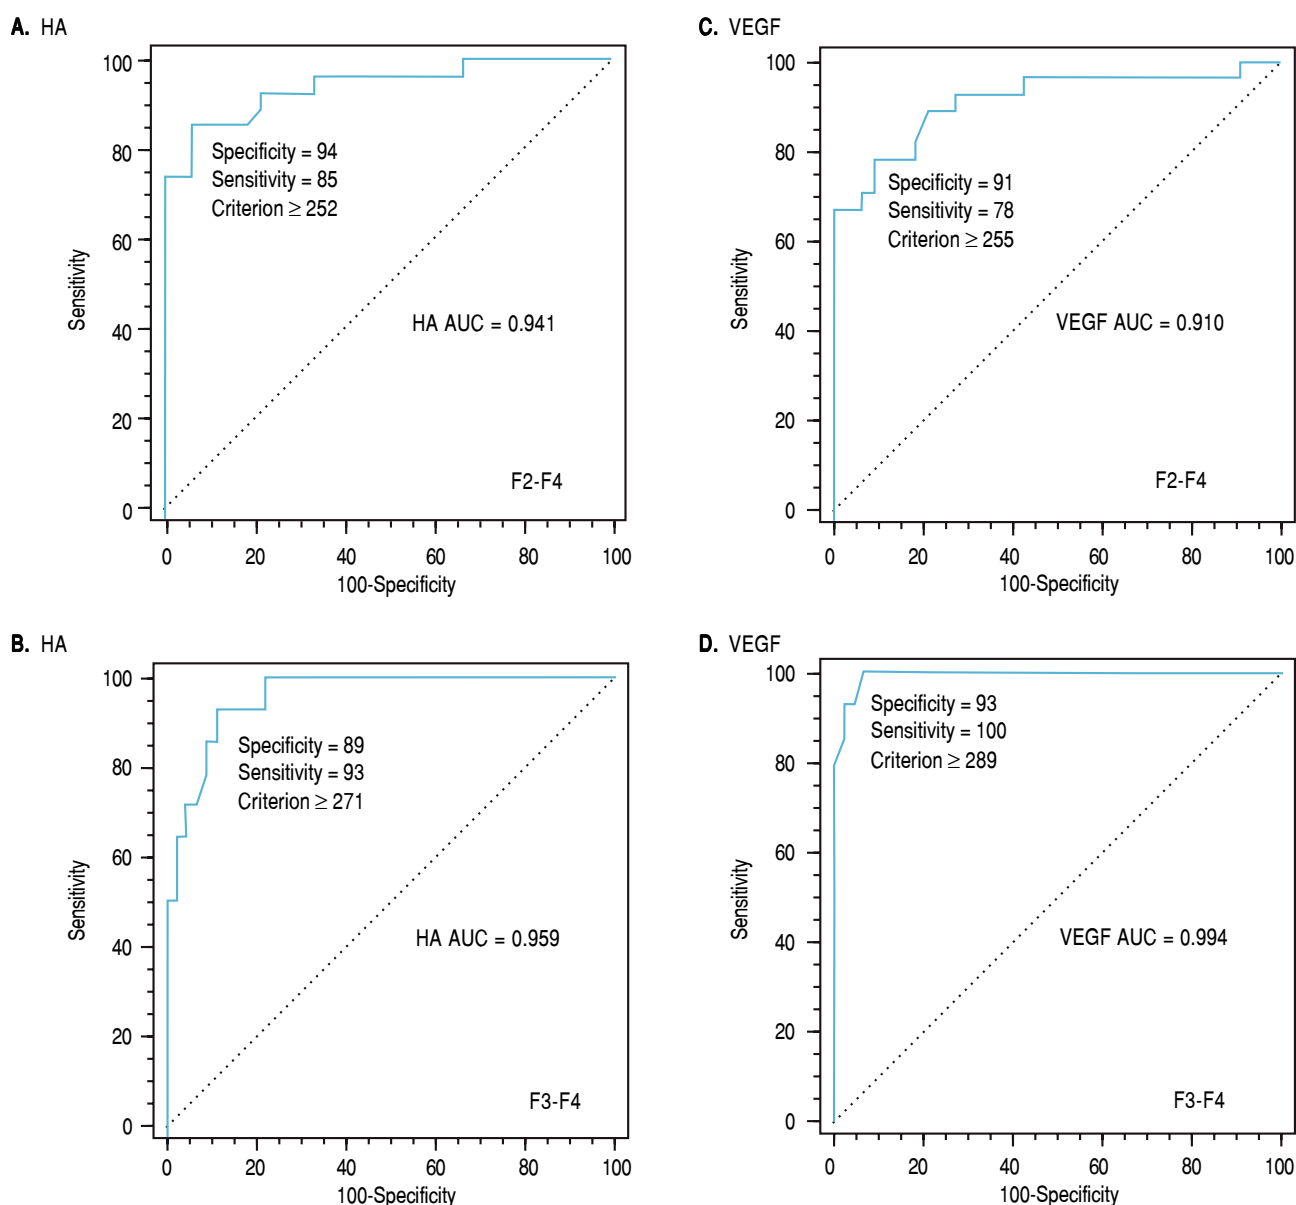 A. HA
100
80
60
40
20
0
Sensitivity
Specificity = 94
Sensitivity = 85
Criterion ≥ 252
HA AUC = 0.941
F2-F4
0 20 40 60 80 100
100-Specificity
C. VEGF
100
80
60
40
20
0
Sensitivity
Specificity = 91
Sensitivity = 78
Criterion ≥ 255
VEGF AUC = 0.910
F2-F4
0 20 40 60 80 100
100-Specificity
B. HA
100
80
60
40
20
0
Sensitivity
Specificity = 89
Sensitivity = 93
Criterion ≥ 271
HA AUC = 0.959
F3-F4
0 20 40 60 80 100
100-Specificity
D. VEGF
100
80
60
40
20
0
Sensitivity
Specificity = 93
Sensitivity = 100
Criterion ≥ 289
VEGF AUC = 0.994
F3-F4
0 20 40 60 80 100
100-Specificity